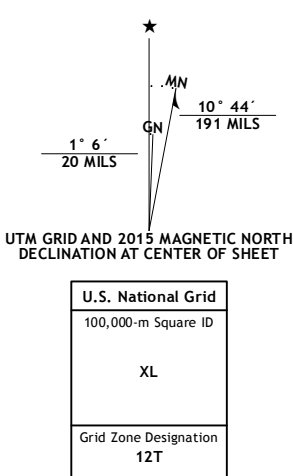 ★
MN
GN
10° 44´
191 MILS
1° 6´
20 MILS
UTM GRID AND 2015 MAGNETIC NORTH
DECLINATION AT CENTER OF SHEET
U.S. National Grid
100,000-m Square ID
XL
Grid Zone Designation
12T